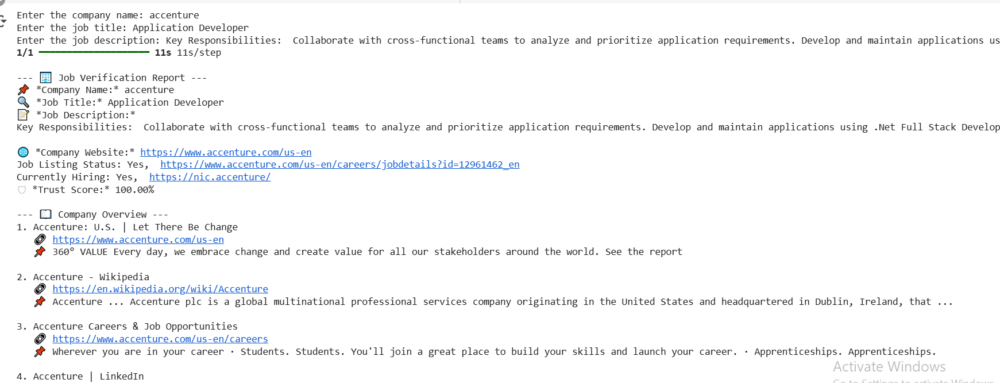 Enter the company name: accenture
Enter the job title: Application Developer
Enter the job description: Key Responsibilities:  Collaborate with cross-functional teams to analyze and prioritize application requirements. Develop and maintain applications us
1/1 ━━━━━━━━━━━━━━━━━━━━ 11s 11s/step
--- 🏢 Job Verification Report ---
📌 *Company Name:* accenture
🔍 *Job Title:* Application Developer
📝 *Job Description:*
Key Responsibilities:  Collaborate with cross-functional teams to analyze and prioritize application requirements. Develop and maintain applications using .Net Full Stack Develop
🌐 *Company Website:* https://www.accenture.com/us-en
Job Listing Status: Yes,  https://www.accenture.com/us-en/careers/jobdetails?id=12961462_en
Currently Hiring: Yes,  https://nic.accenture/
🛡 *Trust Score:* 100.00%
--- 📖 Company Overview ---
1. Accenture: U.S. | Let There Be Change
🔗 https://www.accenture.com/us-en
📌 360° VALUE Every day, we embrace change and create value for all our stakeholders around the world. See the report
2. Accenture - Wikipedia
🔗 https://en.wikipedia.org/wiki/Accenture
📌 Accenture ... Accenture plc is a global multinational professional services company originating in the United States and headquartered in Dublin, Ireland, that ...
3. Accenture Careers & Job Opportunities
🔗 https://www.accenture.com/us-en/careers
📌 Wherever you are in your career · Students. Students. You'll join a great place to build your skills and launch your career. · Apprenticeships. Apprenticeships.
4. Accenture | LinkedIn
Activate Windows
Go to Settings to activate Windows.